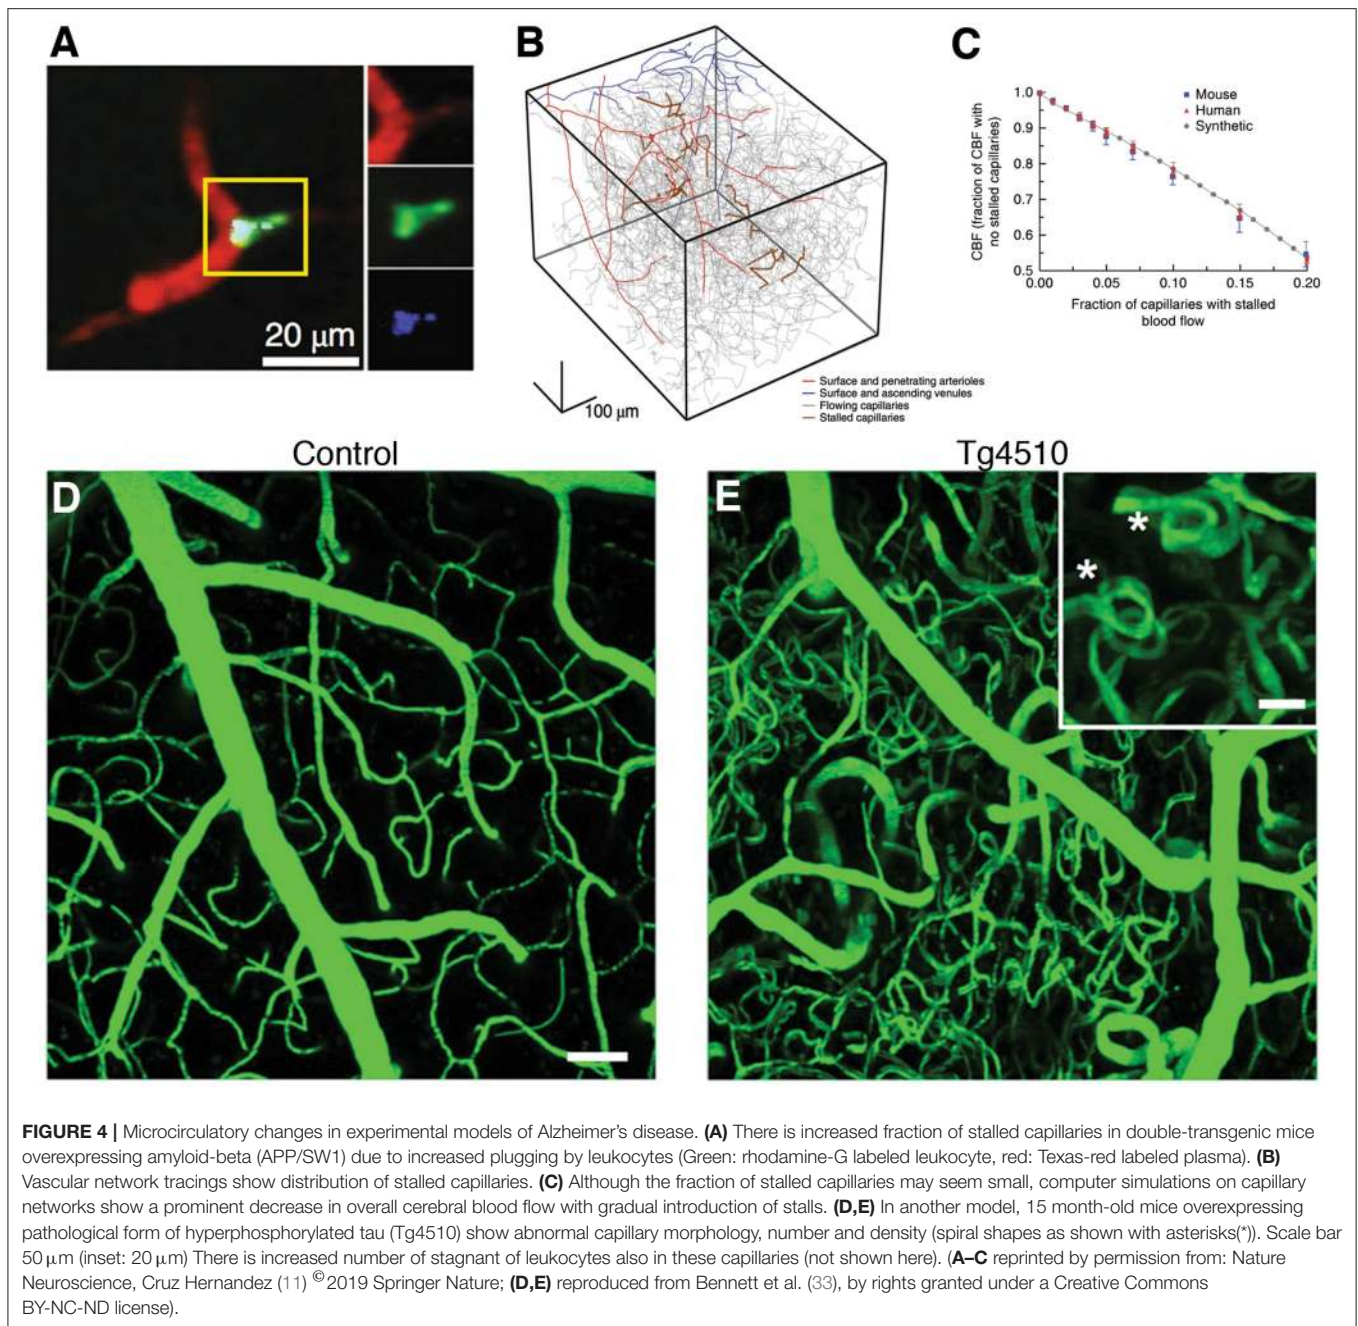 A
20 µm
B
100 µm
Surface and penetrating arterioles
Surface and ascending venules
Flowing capillaries
Stalled capillaries
C
CBF (fraction of CBF with
no stalled capillaries)
1.0
0.9
0.8
0.7
0.6
0.5
0.00 0.05 0.10 0.15 0.20
Mouse
Human
Synthetic
Fraction of capillaries with stalled
blood flow
Control
D
Tg4510
E
*
*
FIGURE 4 | Microcirculatory changes in experimental models of Alzheimer's disease. (A) There is increased fraction of stalled capillaries in double-transgenic mice
overexpressing amyloid-beta (APP/SW1) due to increased plugging by leukocytes (Green: rhodamine-G labeled leukocyte, red: Texas-red labeled plasma). (B)
Vascular network tracings show distribution of stalled capillaries. (C) Although the fraction of stalled capillaries may seem small, computer simulations on capillary
networks show a prominent decrease in overall cerebral blood flow with gradual introduction of stalls. (D,E) In another model, 15 month-old mice overexpressing
pathological form of hyperphosphorylated tau (Tg4510) show abnormal capillary morphology, number and density (spiral shapes as shown with asterisks(*)). Scale bar
50 µm (inset: 20 µm) There is increased number of stagnant of leukocytes also in these capillaries (not shown here). (A–C reprinted by permission from: Nature
Neuroscience, Cruz Hernandez (11) ©2019 Springer Nature; (D,E) reproduced from Bennett et al. (33), by rights granted under a Creative Commons
BY-NC-ND license).